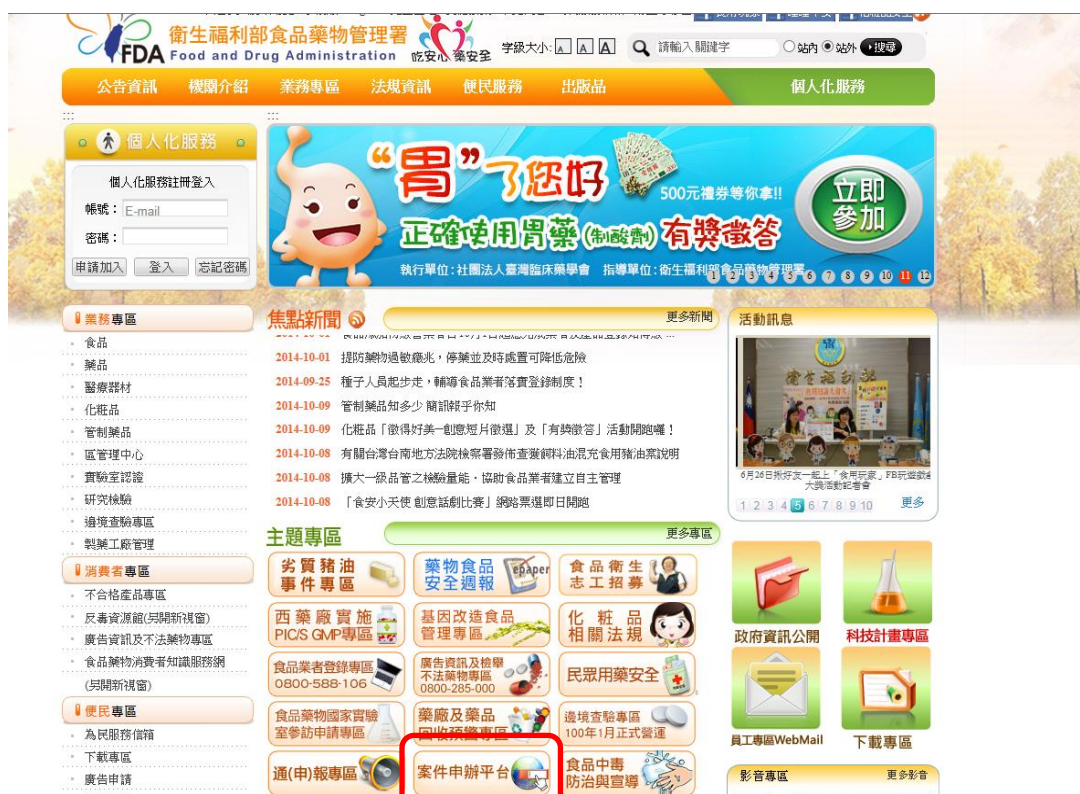 FDA
衛生福利部食品藥物管理署
Food and Drug Administration
吃安心 藥安全
字級大小: A A A
請輸入關鍵字
站內 站外 搜尋
公告資訊 機關介紹 業務專區 法規資訊 便民服務 出版品 個人化服務
:::
:::
個人化服務
個人化服務註冊登入
帳號： E-mail
密碼：
申請加入 登入 忘記密碼
“胃”了您好
500元禮券等你拿!!
正確使用胃藥(制酸劑)有獎徵答
立即
參加
執行單位:社團法人臺灣臨床藥學會 指導單位:衛生福利部食品藥物管理署
1 2 3 4 5 6 7 8 9 10 11 12
業務專區
食品
藥品
醫療器材
化粧品
管制藥品
區管理中心
實驗室認證
研究檢驗
邊境查驗專區
製藥工廠管理
消費者專區
不合格產品專區
反毒資源館(另開新視窗)
廣告資訊及不法藥物專區
食品藥物消費者知識服務網
(另開新視窗)
便民專區
為民服務信箱
下載專區
廣告申請
焦點新聞
更多新聞
2014-10-01 提防藥物過敏癥兆，停藥並及時處置可降低危險
2014-09-25 種子人員起步走，輔導食品業者落實登錄制度！
2014-10-09 管制藥品知多少 簡訊報乎你知
2014-10-09 化粧品「徵得好美─創意短片徵選」及「有獎徵答」活動開跑囉！
2014-10-08 有關台灣台南地方法院檢察署發佈查獲飼料油混充食用豬油案說明
2014-10-08 擴大一級品管之檢驗量能，協助食品業者建立自主管理
2014-10-08 「食安小天使 創意話劇比賽」網路票選即日開跑
主題專區
更多專區
劣質豬油
事件專區
藥物食品
安全週報
epaper
食品衛生
志工招募
西藥廠實施
PIC/S GMP專區
基因改造食品
管理專區
化粧品
相關法規
食品業者登錄專區
0800-588-106
廣告資訊及檢舉
不法藥物專區
0800-285-000
民眾用藥安全
食品藥物國家實驗
室參訪申請專區
藥廠及藥品
回收預警專區
邊境查驗專區
100年1月正式營運
通(申)報專區
案件申辦平台
食品中毒
防治與宣導
活動訊息
6月26日揪好友一起上「食用玩家」FB玩遊戲
大獎活動記者會
1 2 3 4 5 6 7 8 9 10 更多
政府資訊公開
科技計畫專區
員工專區WebMail
下載專區
影音專區
更多影音